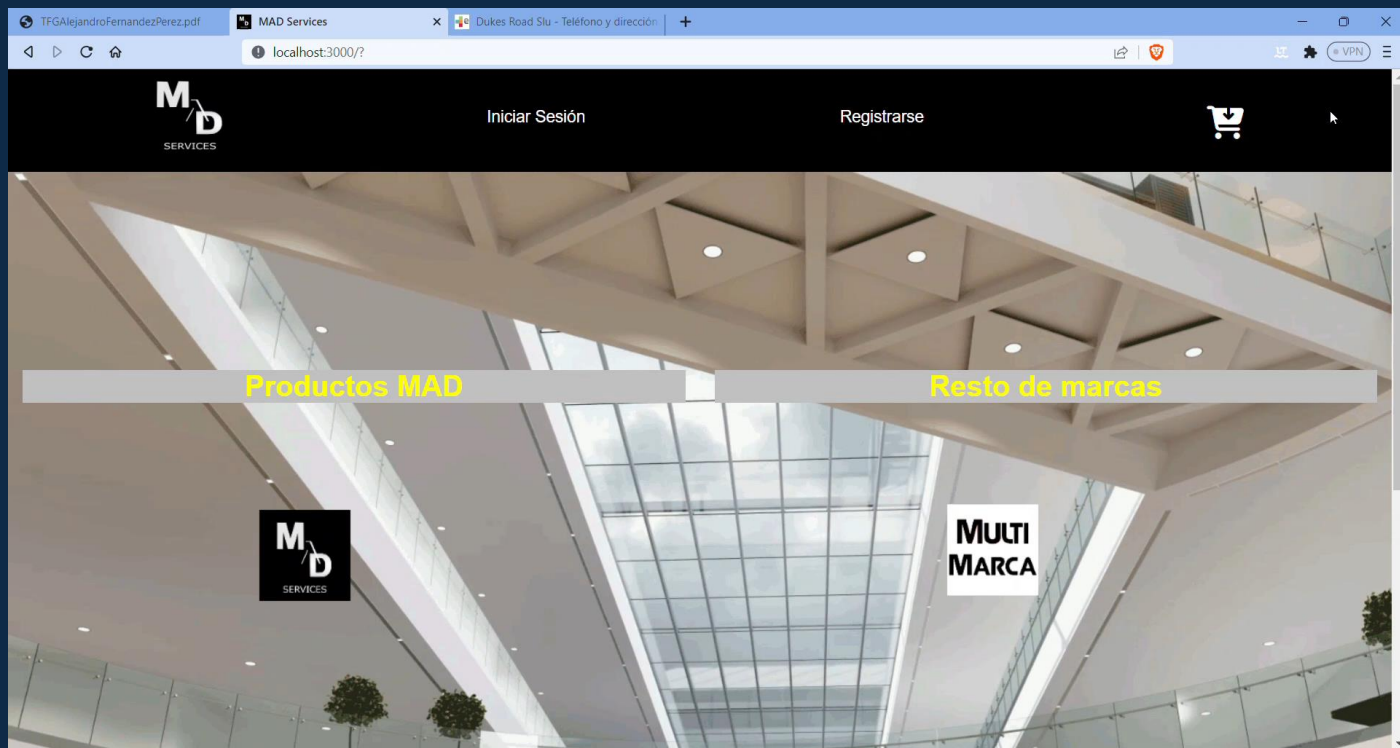 TFGAlejandroFernandezPerez.pdf
MAD Services
Dukes Road Slu - Teléfono y dirección
localhost:3000/?
VPN
M/D
SERVICES
Iniciar Sesión
Registrarse
Productos MAD
Resto de marcas
M/D
SERVICES
MULTI
MARCA